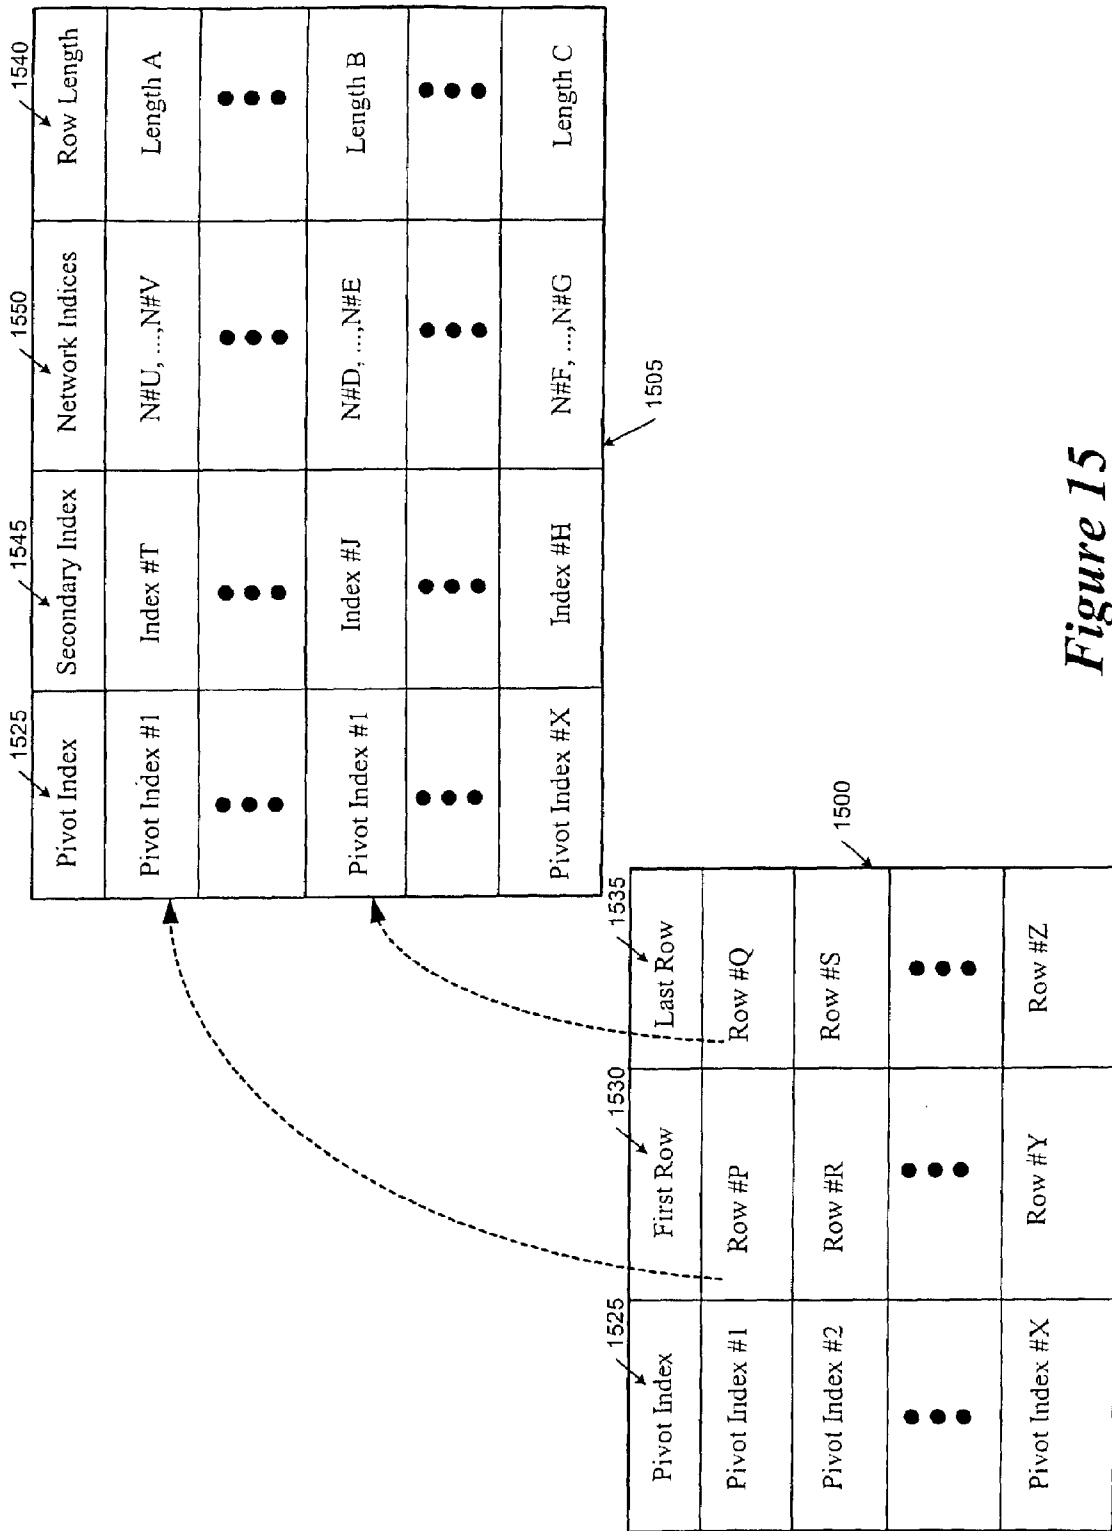 1525
1545
1550
1540
Pivot Index Secondary Index Network Indices Row Length
Pivot Index #1 Index #T N#U, ...,N#V Length A
Pivot Index #1 Index #J N#D, ...,N#E Length B
Pivot Index #X Index #H N#F, ...,N#G Length C
1505
1525
1530
1535
1500
Pivot Index First Row Last Row
Pivot Index #1 Row #P Row #Q
Pivot Index #2 Row #R Row #S
Pivot Index #X Row #Y Row #Z
Figure 15